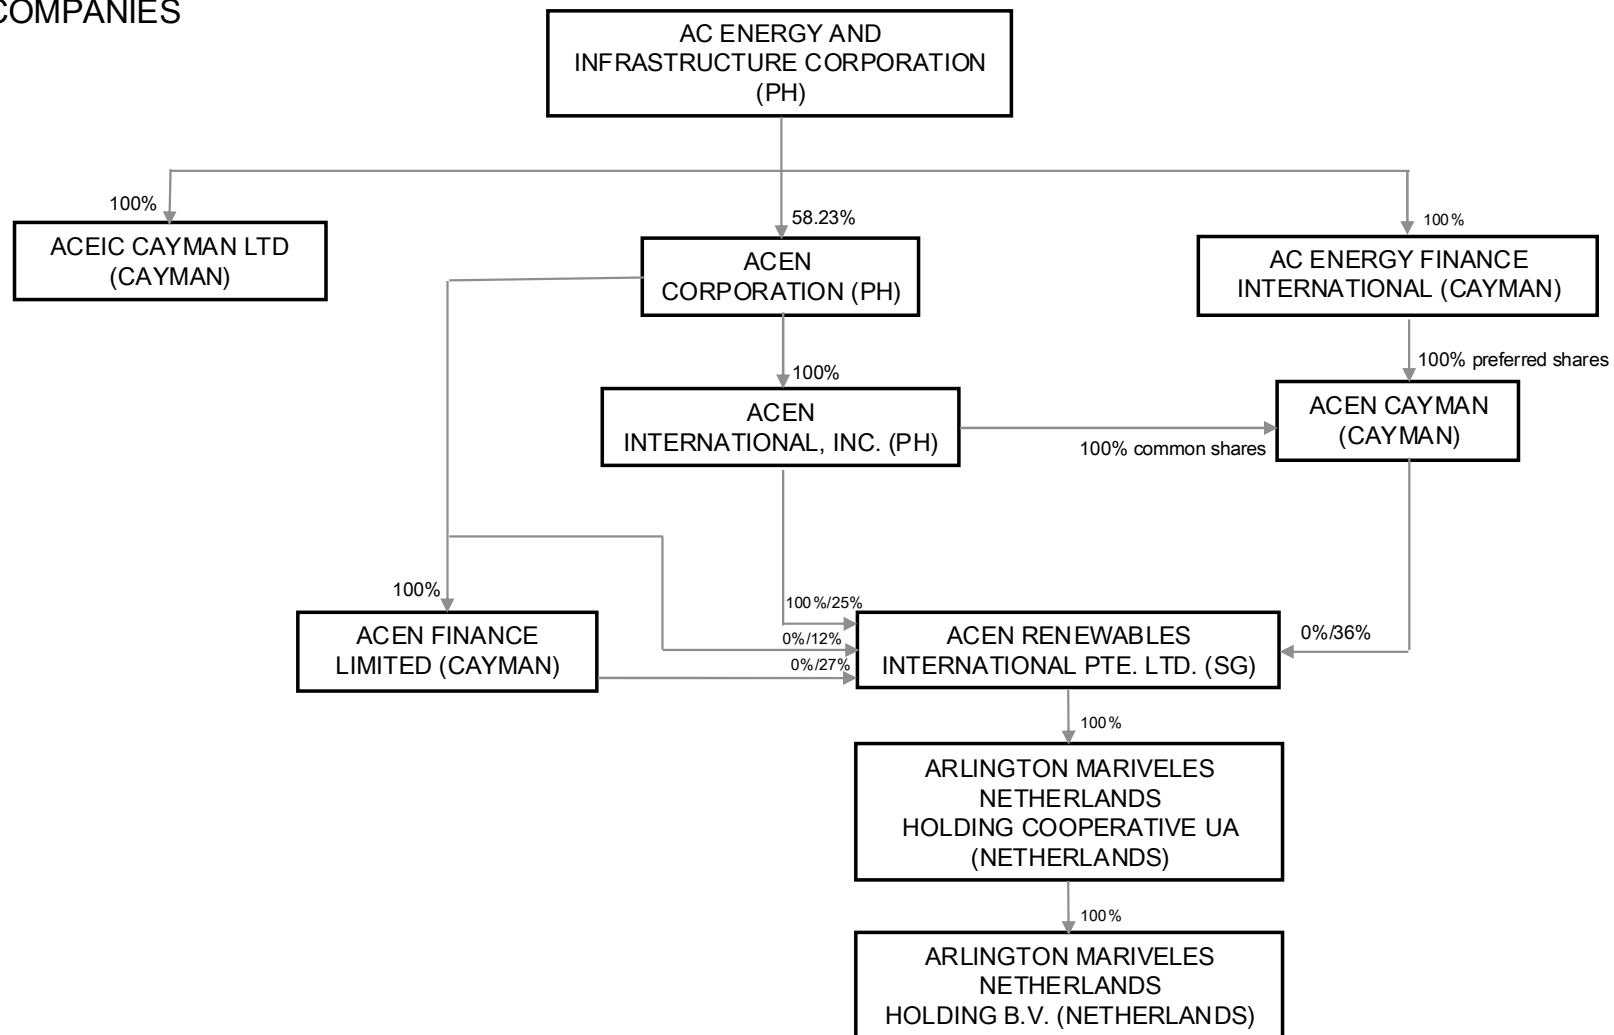 COMPANIES
AC ENERGY AND
INFRASTRUCTURE CORPORATION
(PH)
100%
58.23%
100%
ACEIC CAYMAN LTD
(CAYMAN)
ACEN
CORPORATION (PH)
AC ENERGY FINANCE
INTERNATIONAL (CAYMAN)
100%
100% preferred shares
ACEN
INTERNATIONAL, INC. (PH)
100% common shares
ACEN CAYMAN
(CAYMAN)
100%
100%/25%
0%/12%
0%/27%
0%/36%
ACEN FINANCE
LIMITED (CAYMAN)
ACEN RENEWABLES
INTERNATIONAL PTE. LTD. (SG)
100%
ARLINGTON MARIVELES
NETHERLANDS
HOLDING COOPERATIVE UA
(NETHERLANDS)
100%
ARLINGTON MARIVELES
NETHERLANDS
HOLDING B.V. (NETHERLANDS)